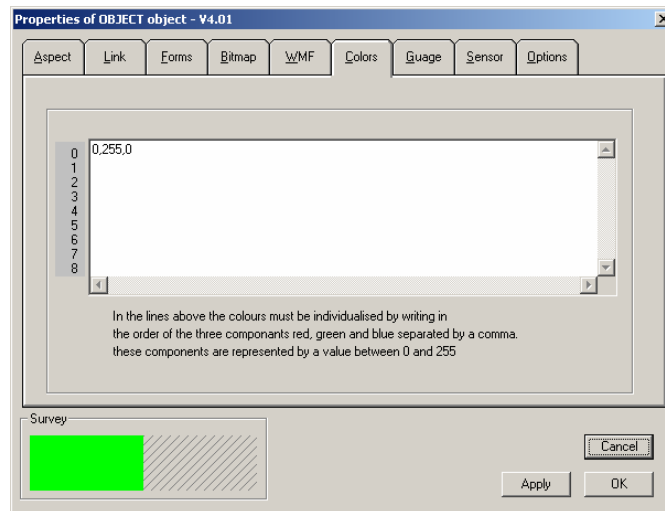 Properties of OBJECT object - V4.01
Aspect Link Forms Bitmap WMF Colors Guage Sensor Options
0 0,255,0
1
2
3
4
5
6
7
8
In the lines above the colours must be individualised by writing in
the order of the three componants red, green and blue separated by a comma.
these components are represented by a value between 0 and 255
Survey
Cancel
Apply OK